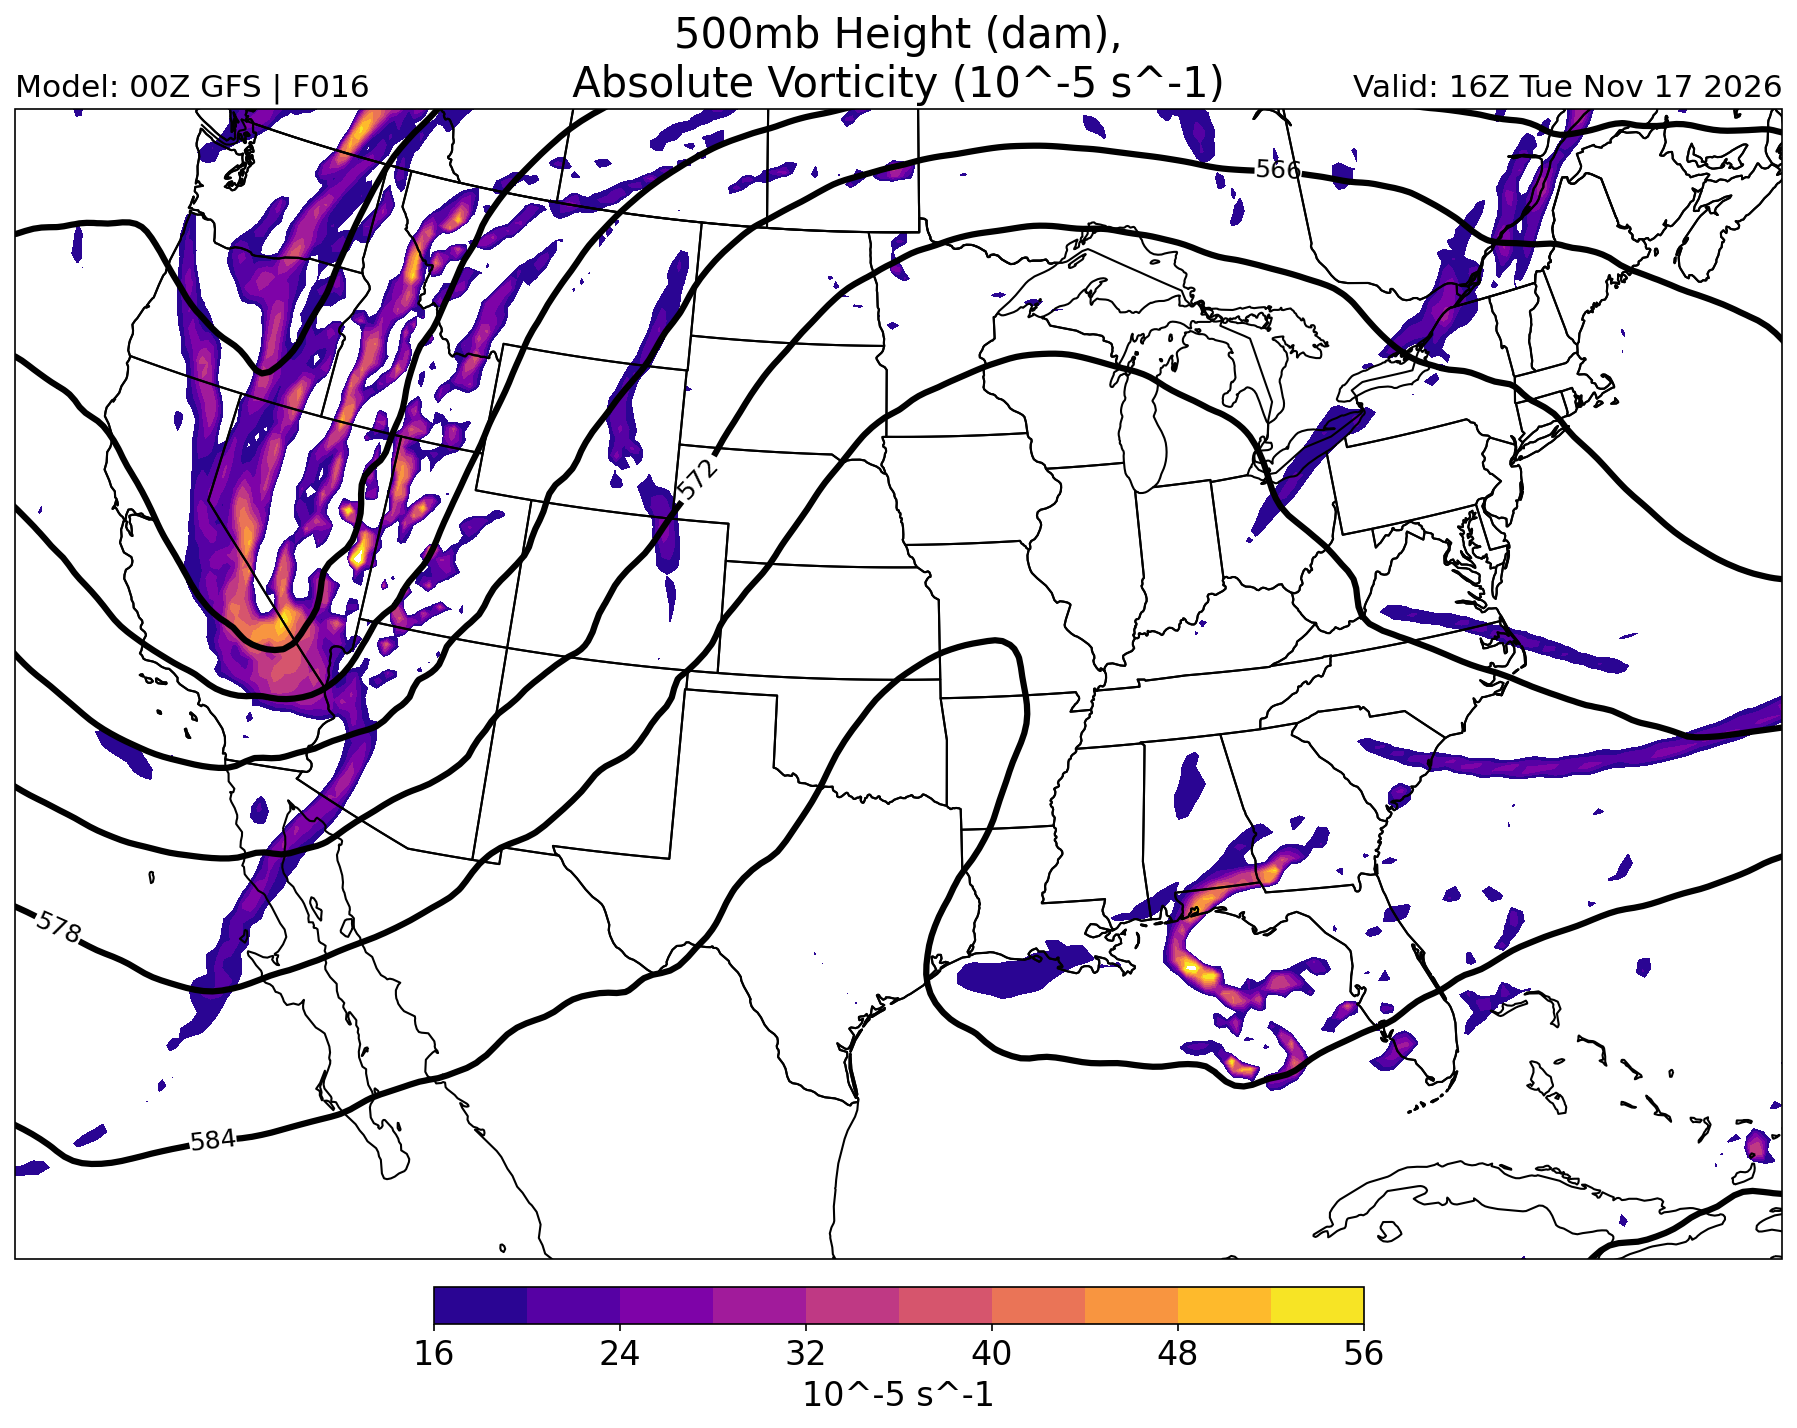 500mb Height (dam),
Absolute Vorticity (10^-5 s^-1)
Model: 00Z GFS | F016
Valid: 16Z Tue Nov 17 2026
566
572
578
584
16 24 32 40 48 56
10^-5 s^-1